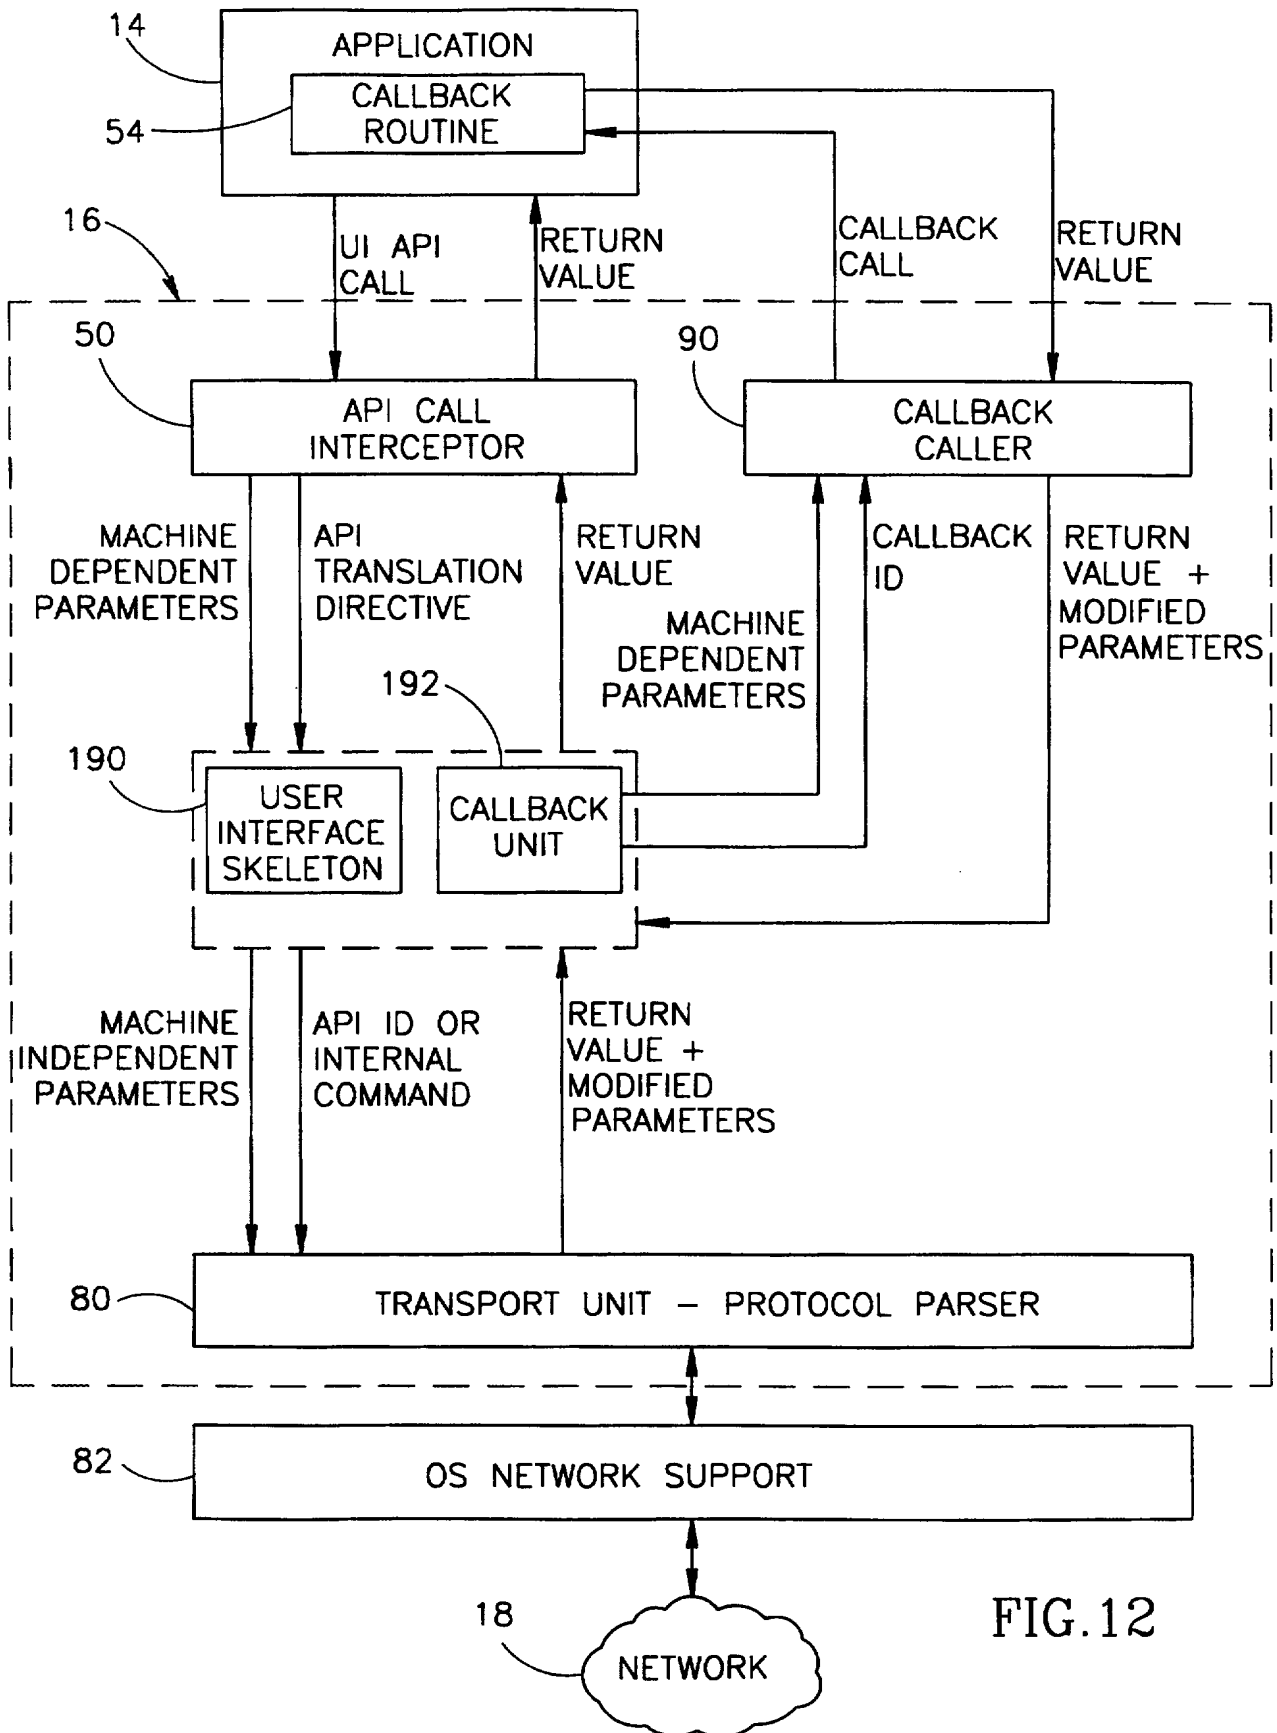 14
APPLICATION
CALLBACK
ROUTINE
54
16
UI API
CALL
RETURN
VALUE
CALLBACK
CALL
RETURN
VALUE
50
API CALL
INTERCEPTOR
90
CALLBACK
CALLER
MACHINE
DEPENDENT
PARAMETERS
API
TRANSLATION
DIRECTIVE
RETURN
VALUE
MACHINE
DEPENDENT
PARAMETERS
CALLBACK
ID
RETURN
VALUE +
MODIFIED
PARAMETERS
190
USER
INTERFACE
SKELETON
192
CALLBACK
UNIT
MACHINE
INDEPENDENT
PARAMETERS
API ID OR
INTERNAL
COMMAND
RETURN
VALUE +
MODIFIED
PARAMETERS
80
TRANSPORT UNIT – PROTOCOL PARSER
82
OS NETWORK SUPPORT
18
NETWORK
FIG.12